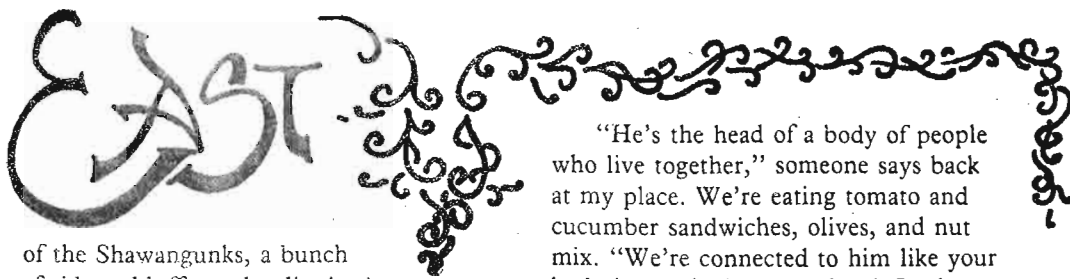 EAST
of the Shawangunks, a bunch
"He's the head of a body of people
who live together," someone says back
at my place. We're eating tomato and
cucumber sandwiches, olives, and nut
mix. "We're connected to him like your